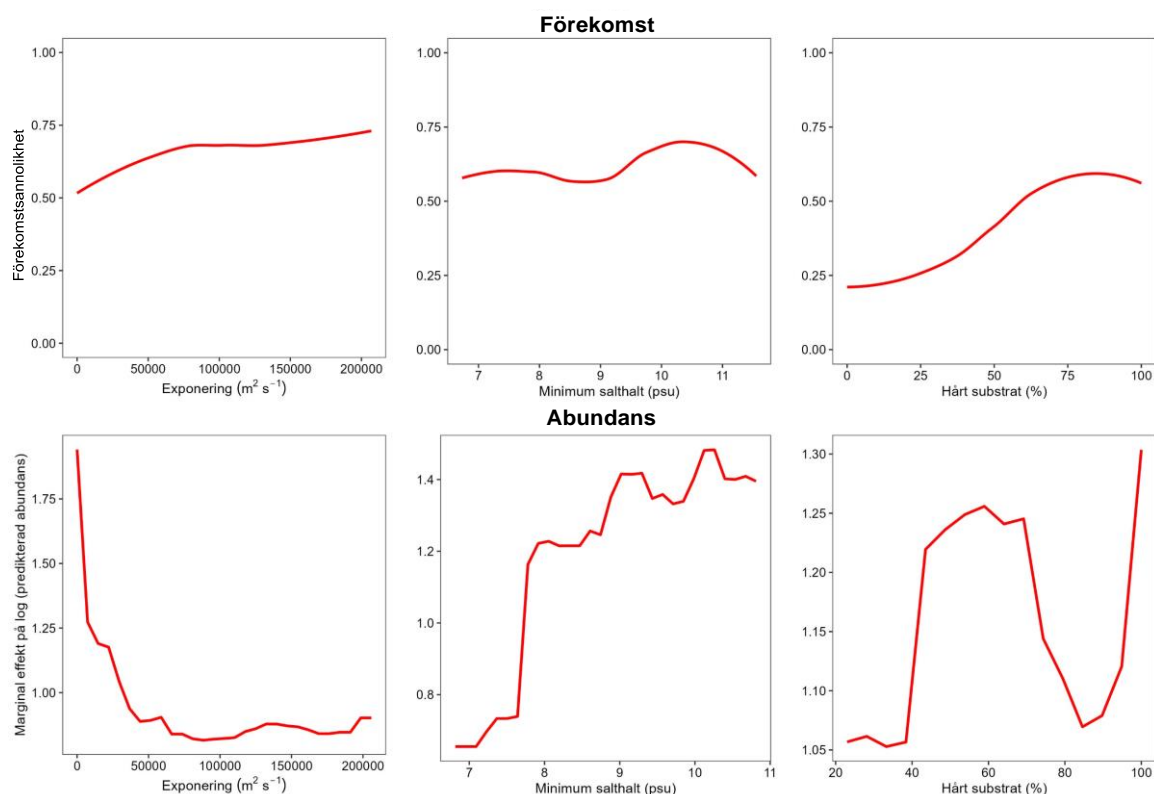 Förekomst
Förekomstsannolikhet
1.00
0.75
0.50
0.25
0.00
0 50000 100000 150000 200000
Exponering (m² s⁻¹)
1.00
0.75
0.50
0.25
0.00
7 8 9 10 11
Minimum salthalt (psu)
1.00
0.75
0.50
0.25
0.00
0 25 50 75 100
Hårt substrat (%)
Abundans
Marginal effekt på log (predikterad abundans)
1.75
1.50
1.25
1.00
0 50000 100000 150000 200000
Exponering (m² s⁻¹)
1.4
1.2
1.0
0.8
7 8 9 10 11
Minimum salthalt (psu)
1.30
1.25
1.20
1.15
1.10
1.05
20 40 60 80 100
Hårt substrat (%)